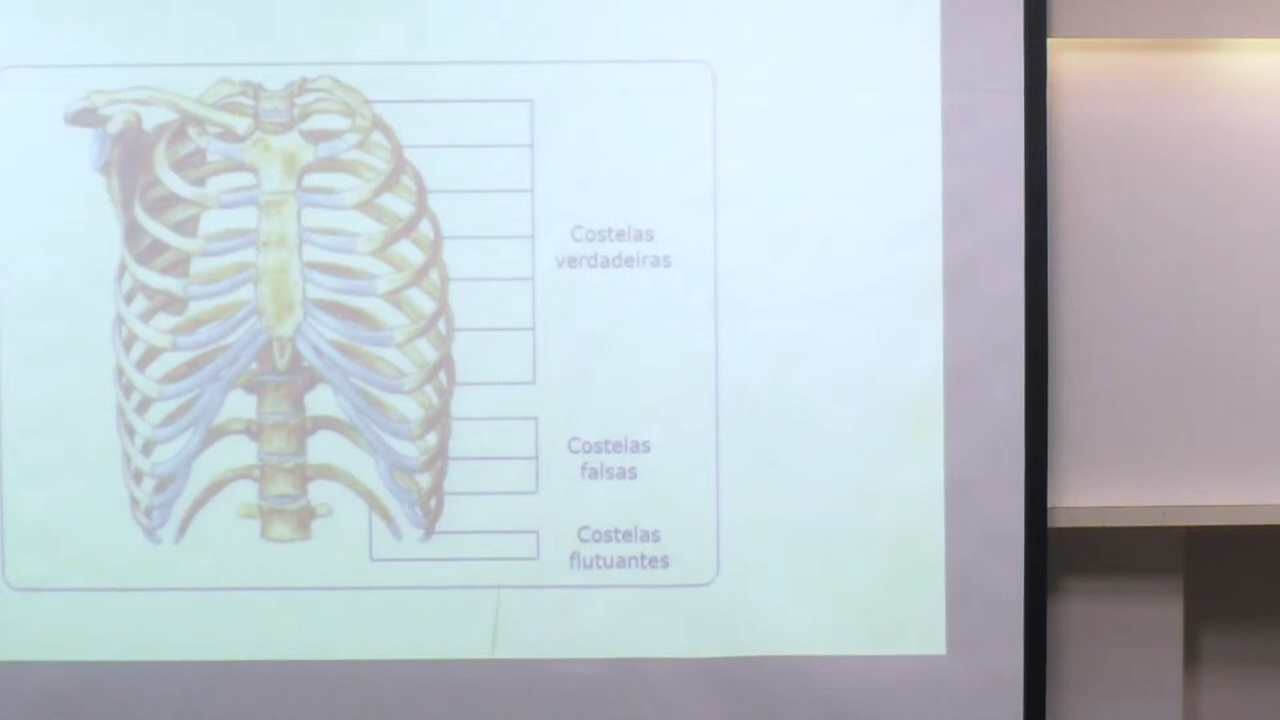 Costelas
verdadeiras
Costelas
falsas
Costelas
flutuantes